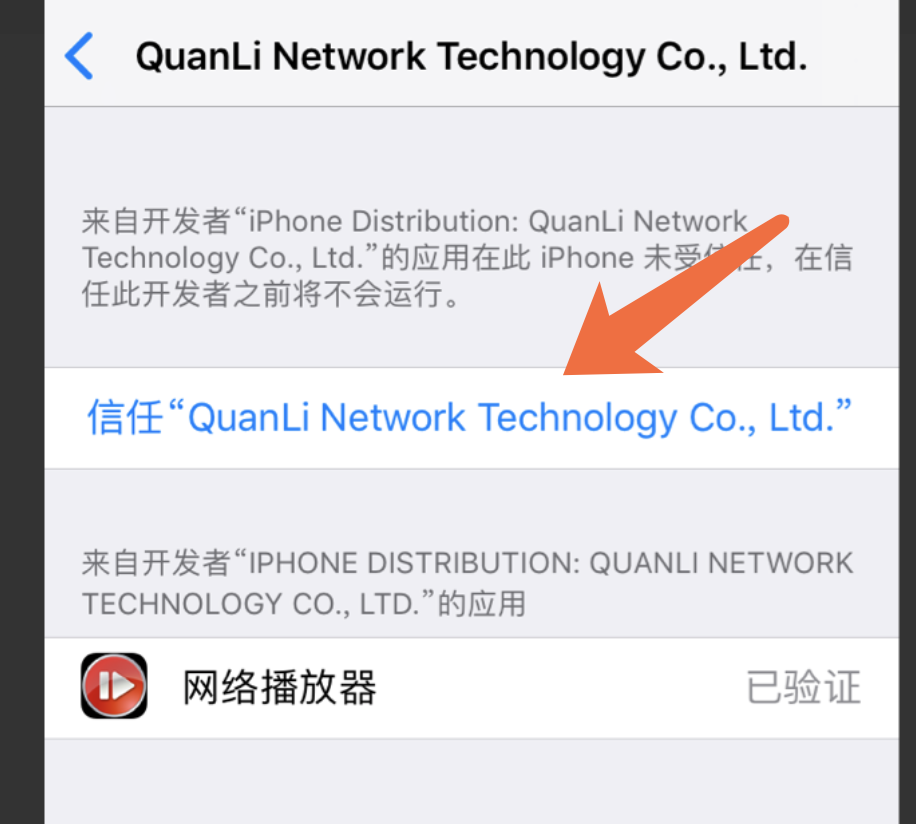 QuanLi Network Technology Co., Ltd.
来自开发者“iPhone Distribution: QuanLi Network
Technology Co., Ltd.”的应用在此 iPhone 未受信任，在信
任此开发者之前将不会运行。
信任“QuanLi Network Technology Co., Ltd.”
来自开发者“IPHONE DISTRIBUTION: QUANLI NETWORK
TECHNOLOGY CO., LTD.”的应用
网络播放器 已验证